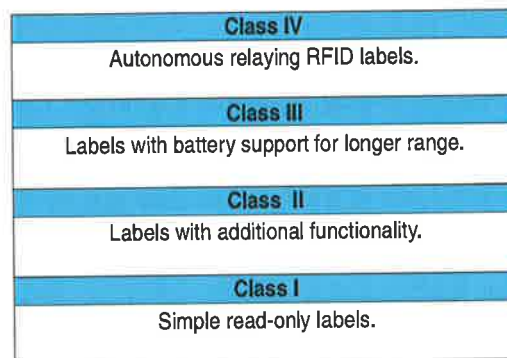 Class IV
Autonomous relaying RFID labels.
Class III
Labels with battery support for longer range.
Class II
Labels with additional functionality.
Class I
Simple read-only labels.